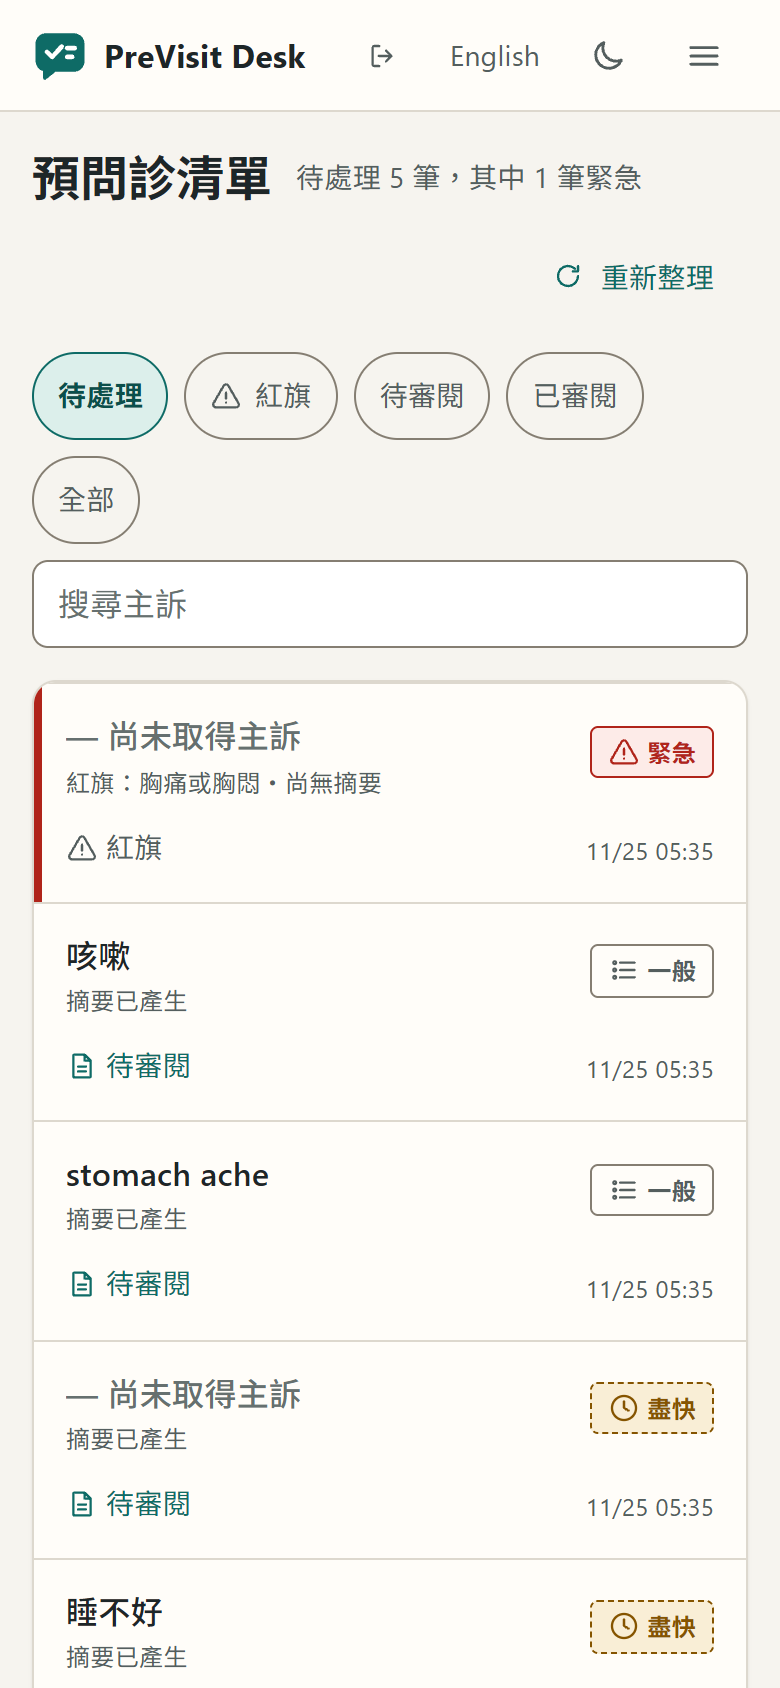 PreVisit Desk English
預問診清單 待處理 5 筆，其中 1 筆緊急
重新整理
待處理 紅旗 待審閱 已審閱
全部
搜尋主訴
— 尚未取得主訴 緊急
紅旗：胸痛或胸悶・尚無摘要
紅旗 11/25 05:35
咳嗽 一般
摘要已產生
待審閱 11/25 05:35
stomach ache 一般
摘要已產生
待審閱 11/25 05:35
— 尚未取得主訴 盡快
摘要已產生
待審閱 11/25 05:35
睡不好 盡快
摘要已產生